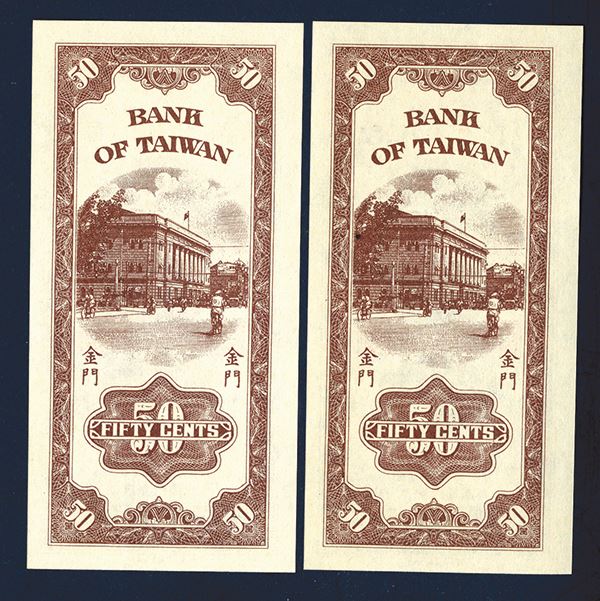 50 50
BANK
OF TAIWAN
金門 金門
50
FIFTY CENTS
50 50
50 50
BANK
OF TAIWAN
金門 金門
50
FIFTY CENTS
50 50